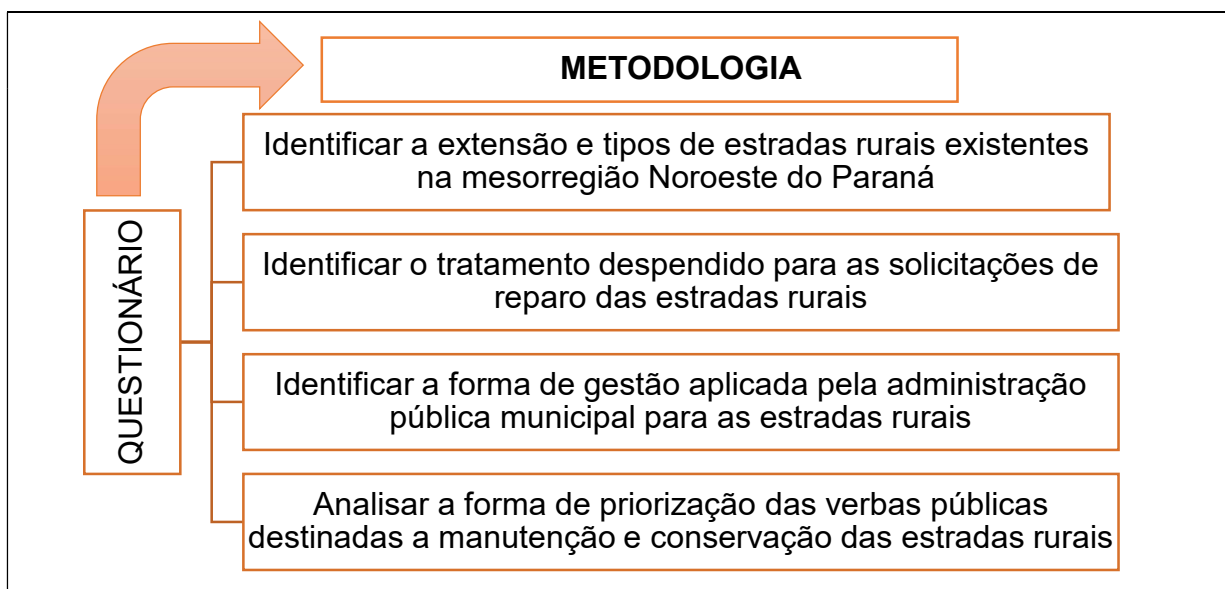 METODOLOGIA
QUESTIONÁRIO
Identificar a extensão e tipos de estradas rurais existentes
na mesorregião Noroeste do Paraná
Identificar o tratamento despendido para as solicitações de
reparo das estradas rurais
Identificar a forma de gestão aplicada pela administração
pública municipal para as estradas rurais
Analisar a forma de priorização das verbas públicas
destinadas a manutenção e conservação das estradas rurais